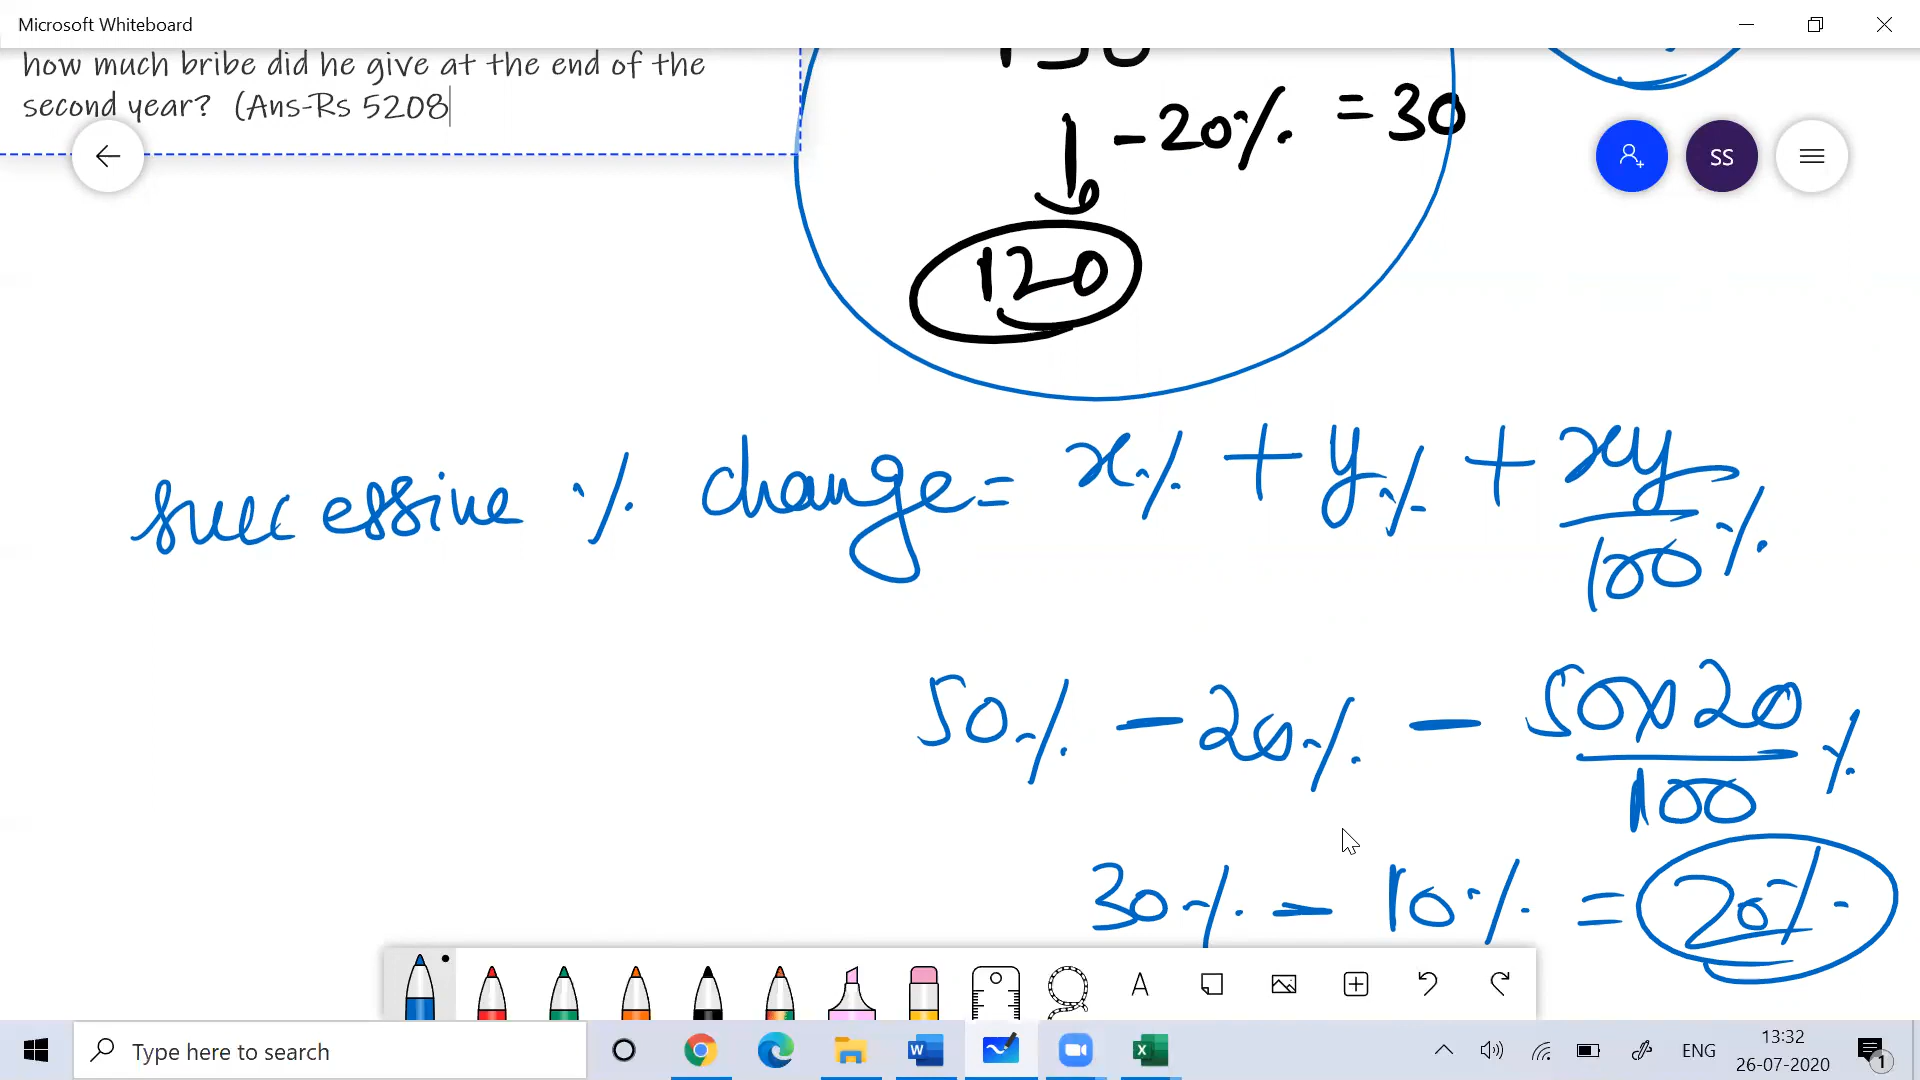 Microsoft Whiteboard
how much bribe did he give at the end of the
second year? (Ans-Rs 5208
- 20% = 30
120
SS
successive % change = x% + y% + xy/100 %
50% - 20% - 50x20/100 %
30% - 10% = 20%
A
Type here to search
W
X
ENG
13:32
26-07-2020
1